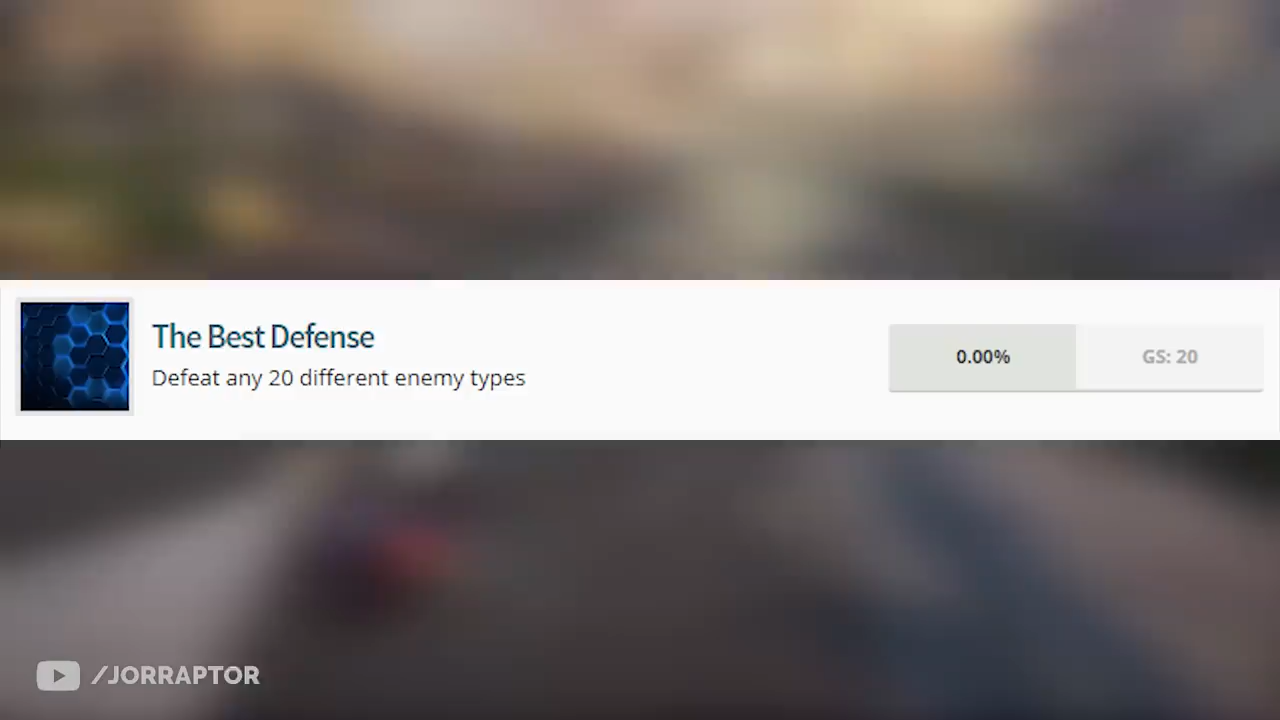 The Best Defense
Defeat any 20 different enemy types
0.00%
GS: 20
/JORRAPTOR